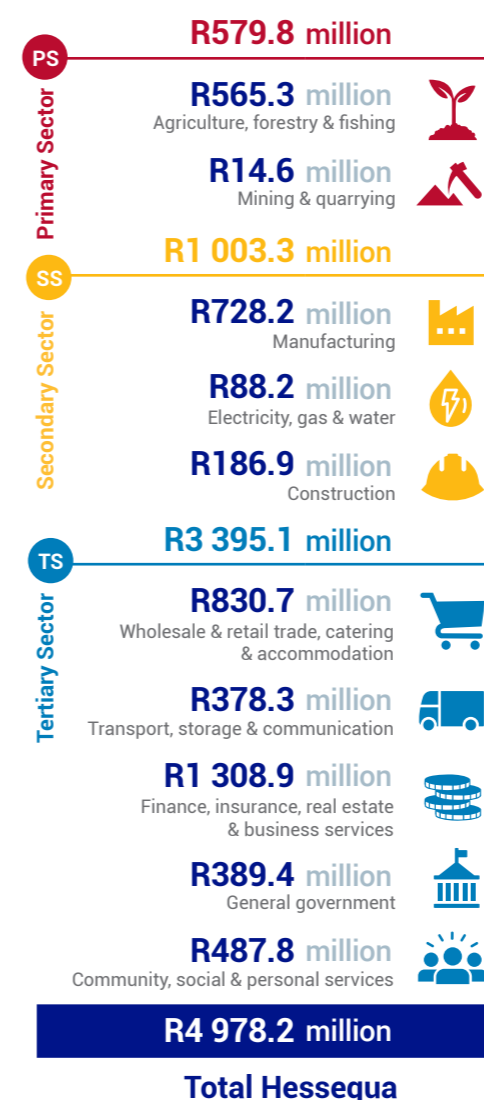 R579.8 million
PS
Primary Sector
R565.3 million
Agriculture, forestry & fishing
R14.6 million
Mining & quarrying
R1 003.3 million
SS
Secondary Sector
R728.2 million
Manufacturing
R88.2 million
Electricity, gas & water
R186.9 million
Construction
R3 395.1 million
TS
Tertiary Sector
R830.7 million
Wholesale & retail trade, catering
& accommodation
R378.3 million
Transport, storage & communication
R1 308.9 million
Finance, insurance, real estate
& business services
R389.4 million
General government
R487.8 million
Community, social & personal services
R4 978.2 million
Total Hessequa